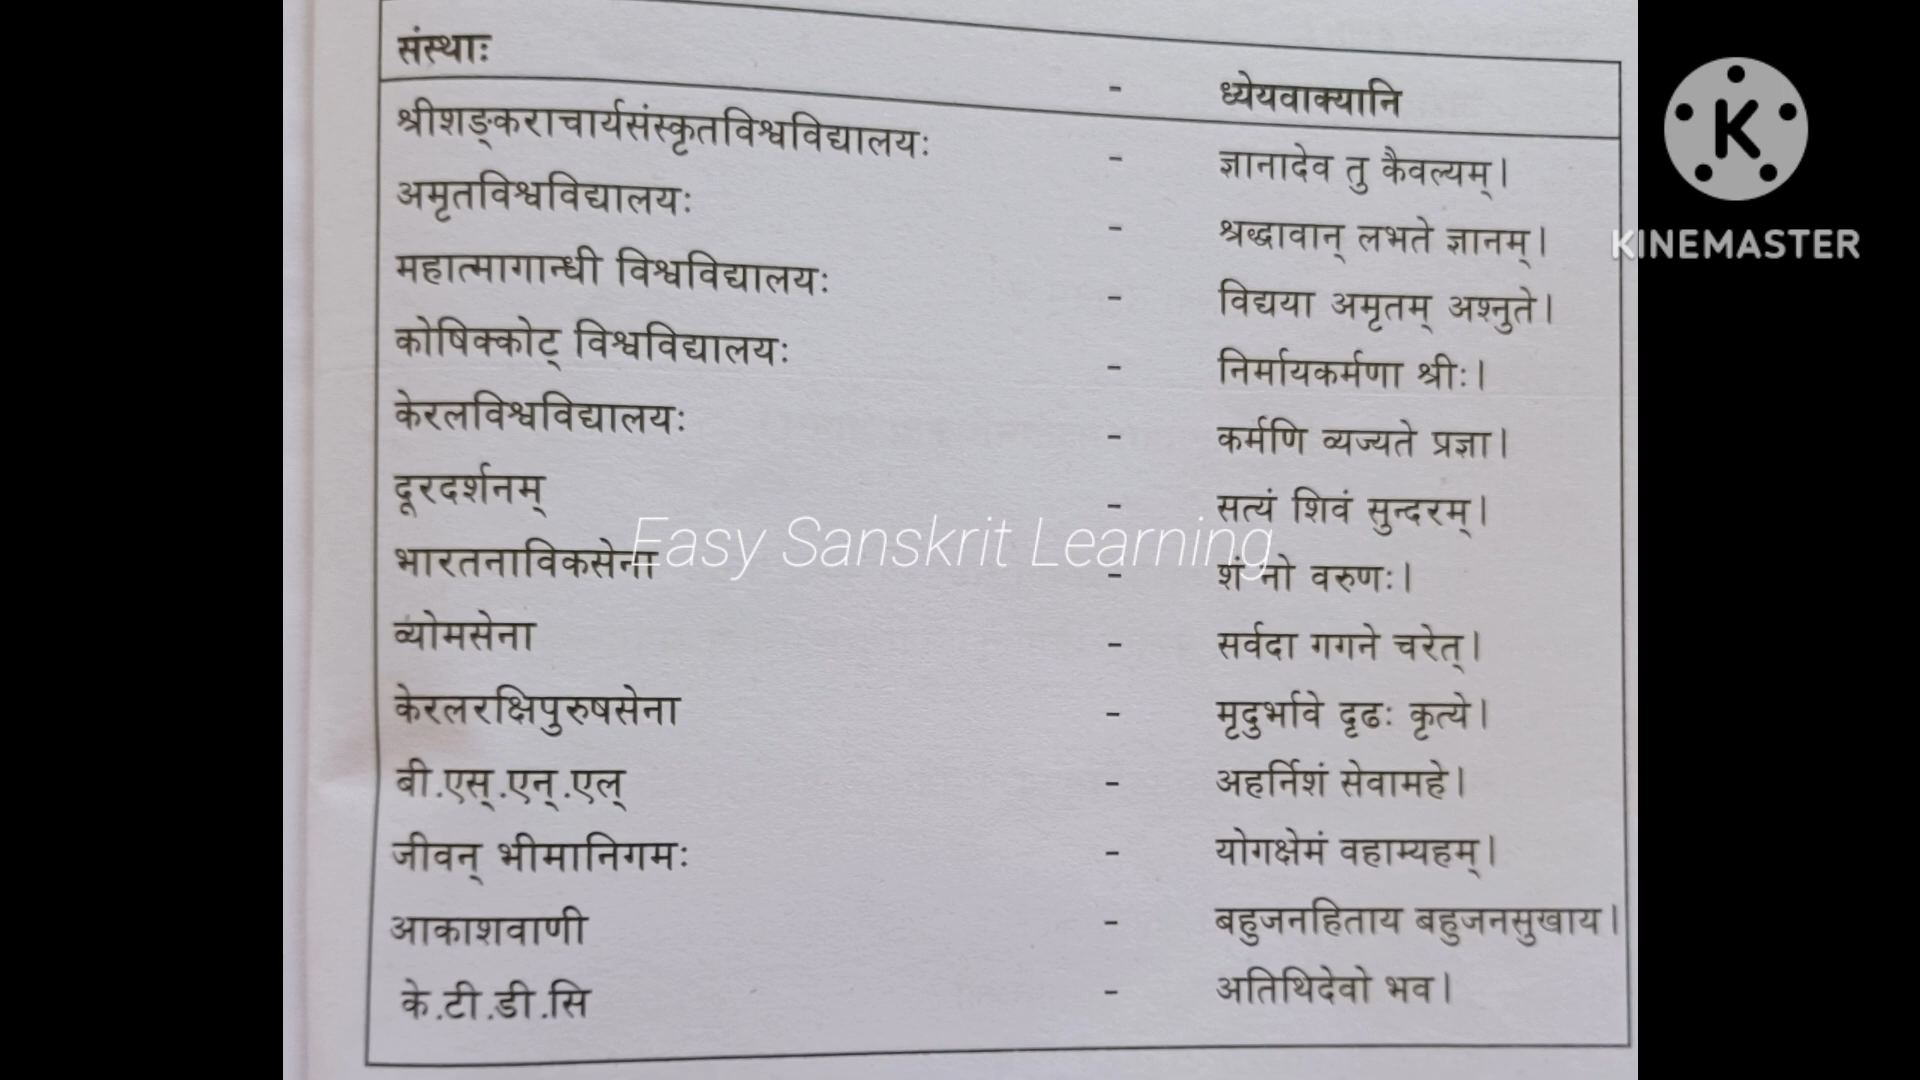 संस्थाः - ध्येयवाक्यानि
श्रीशङ्कराचार्यसंस्कृतविश्वविद्यालयः - ज्ञानादेव तु कैवल्यम्।
अमृतविश्वविद्यालयः - श्रद्धावान् लभते ज्ञानम्।
महात्मागान्धी विश्वविद्यालयः - विद्यया अमृतम् अश्नुते।
कोषिक्कोट् विश्वविद्यालयः - निर्मायकर्मणा श्रीः।
केरलविश्वविद्यालयः - कर्मणि व्यज्यते प्रज्ञा।
दूरदर्शनम् - सत्यं शिवं सुन्दरम्।
भारतनाविकसेना - शं नो वरुणः।
व्योमसेना - सर्वदा गगने चरेत्।
केरलरक्षिपुरुषसेना - मृदुर्भावे दृढः कृत्ये।
बी.एस्.एन्.एल् - अहर्निशं सेवामहे।
जीवन् भीमानिगमः - योगक्षेमं वहाम्यहम्।
आकाशवाणी - बहुजनहिताय बहुजनसुखाय।
के.टी.डी.सि - अतिथिदेवो भव।
Easy Sanskrit Learning
K
KINEMASTER